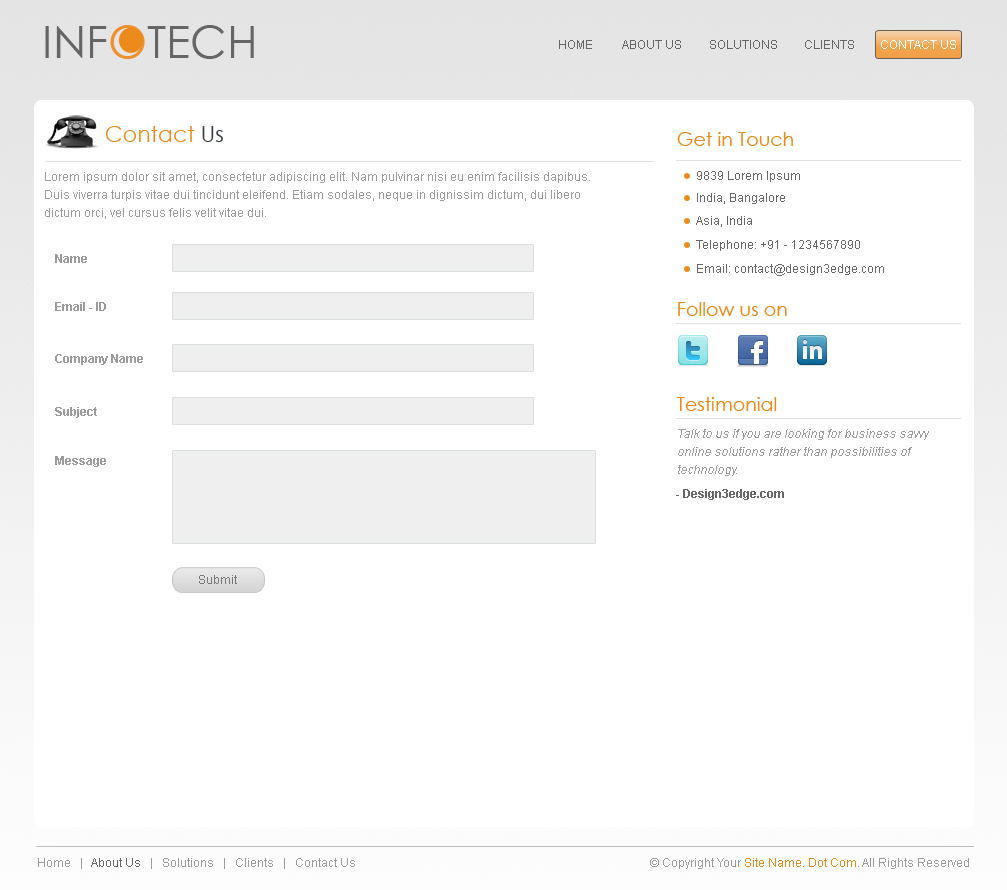 INFOTECH
HOME ABOUT US SOLUTIONS CLIENTS CONTACT US
Contact Us
Lorem ipsum dolor sit amet, consectetur adipiscing elit. Nam pulvinar nisi eu enim facilisis dapibus.
Duis viverra turpis vitae dui tincidunt eleifend. Etiam sodales, neque in dignissim dictum, dui libero
dictum orci, vel cursus felis velit vitae dui.
Name
Email - ID
Company Name
Subject
Message
Submit
Get in Touch
9839 Lorem Ipsum
India, Bangalore
Asia, India
Telephone: +91 - 1234567890
Email: contact@design3edge.com
Follow us on
t f in
Testimonial
Talk to us if you are looking for business savvy
online solutions rather than possibilities of
technology.
- Design3edge.com
Home | About Us | Solutions | Clients | Contact Us
© Copyright Your Site Name. Dot Com. All Rights Reserved